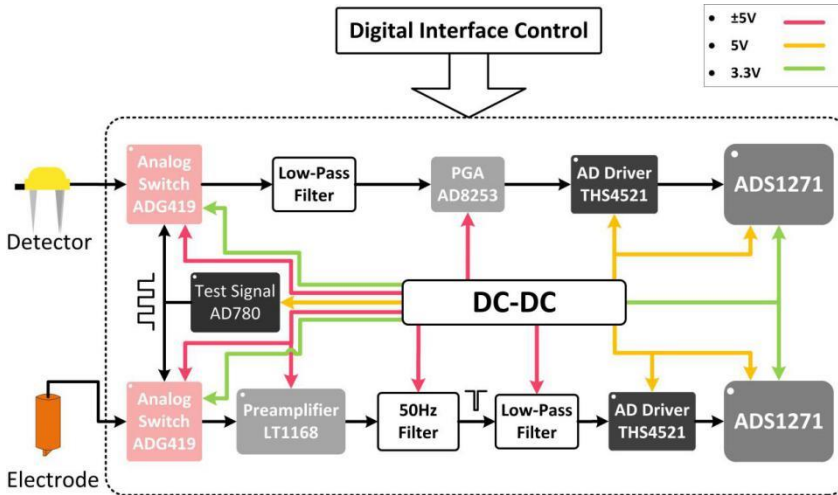 Digital Interface Control
• ±5V
• 5V
• 3.3V
Analog
Switch
ADG419
Low-Pass
Filter
PGA
AD8253
AD Driver
THS4521
ADS1271
Detector
Test Signal
AD780
DC-DC
Analog
Switch
ADG419
Preamplifier
LT1168
50Hz
Filter
Low-Pass
Filter
AD Driver
THS4521
ADS1271
Electrode